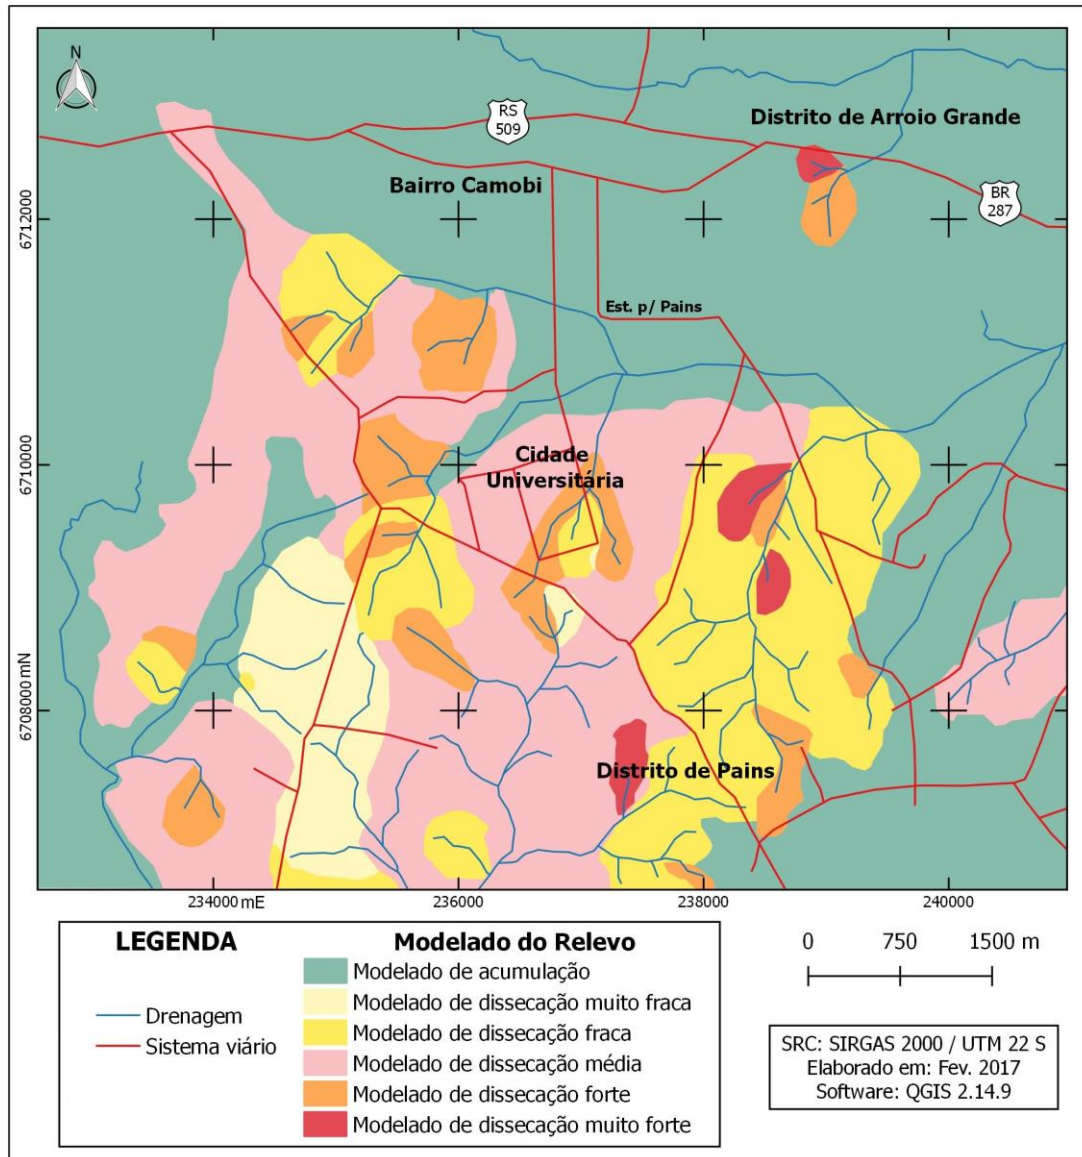 N
RS
509
Distrito de Arroio Grande
Bairro Camobi
BR
287
6712000
Est. p/ Pains
6710000
Cidade
Universitária
6708000 mN
Distrito de Pains
234000 mE
236000
238000
240000
LEGENDA
Drenagem
Sistema viário
Modelado do Relevo
Modelado de acumulação
Modelado de dissecação muito fraca
Modelado de dissecação fraca
Modelado de dissecação média
Modelado de dissecação forte
Modelado de dissecação muito forte
0 750 1500 m
SRC: SIRGAS 2000 / UTM 22 S
Elaborado em: Fev. 2017
Software: QGIS 2.14.9